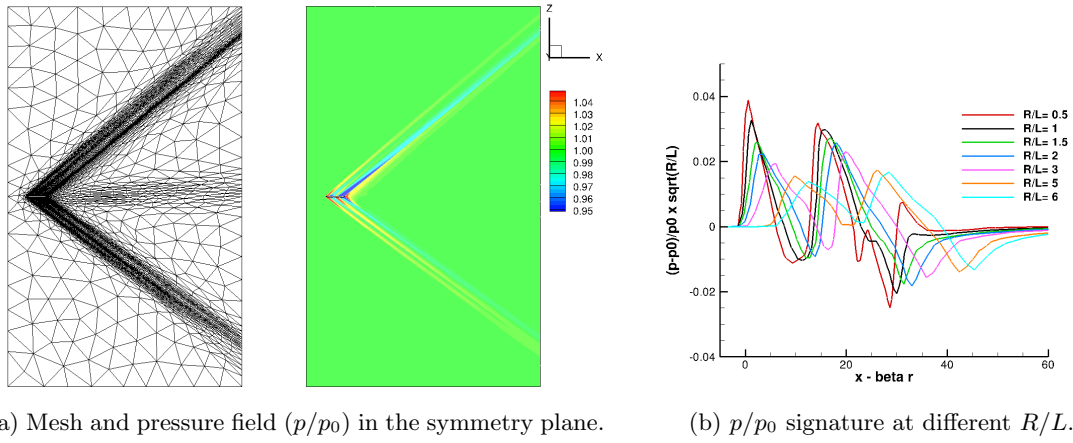 Z
X
1.04
1.03
1.02
1.01
1.00
0.99
0.98
0.97
0.96
0.95
(p-p0)/p0 x sqrt(R/L)
0.04
0.02
0
-0.02
-0.04
0
20
40
60
x - beta r
R/L= 0.5
R/L= 1
R/L= 1.5
R/L= 2
R/L= 3
R/L= 5
R/L= 6
) Mesh and pressure field (p/p₀) in the symmetry plane.
(b) p/p₀ signature at different R/L.